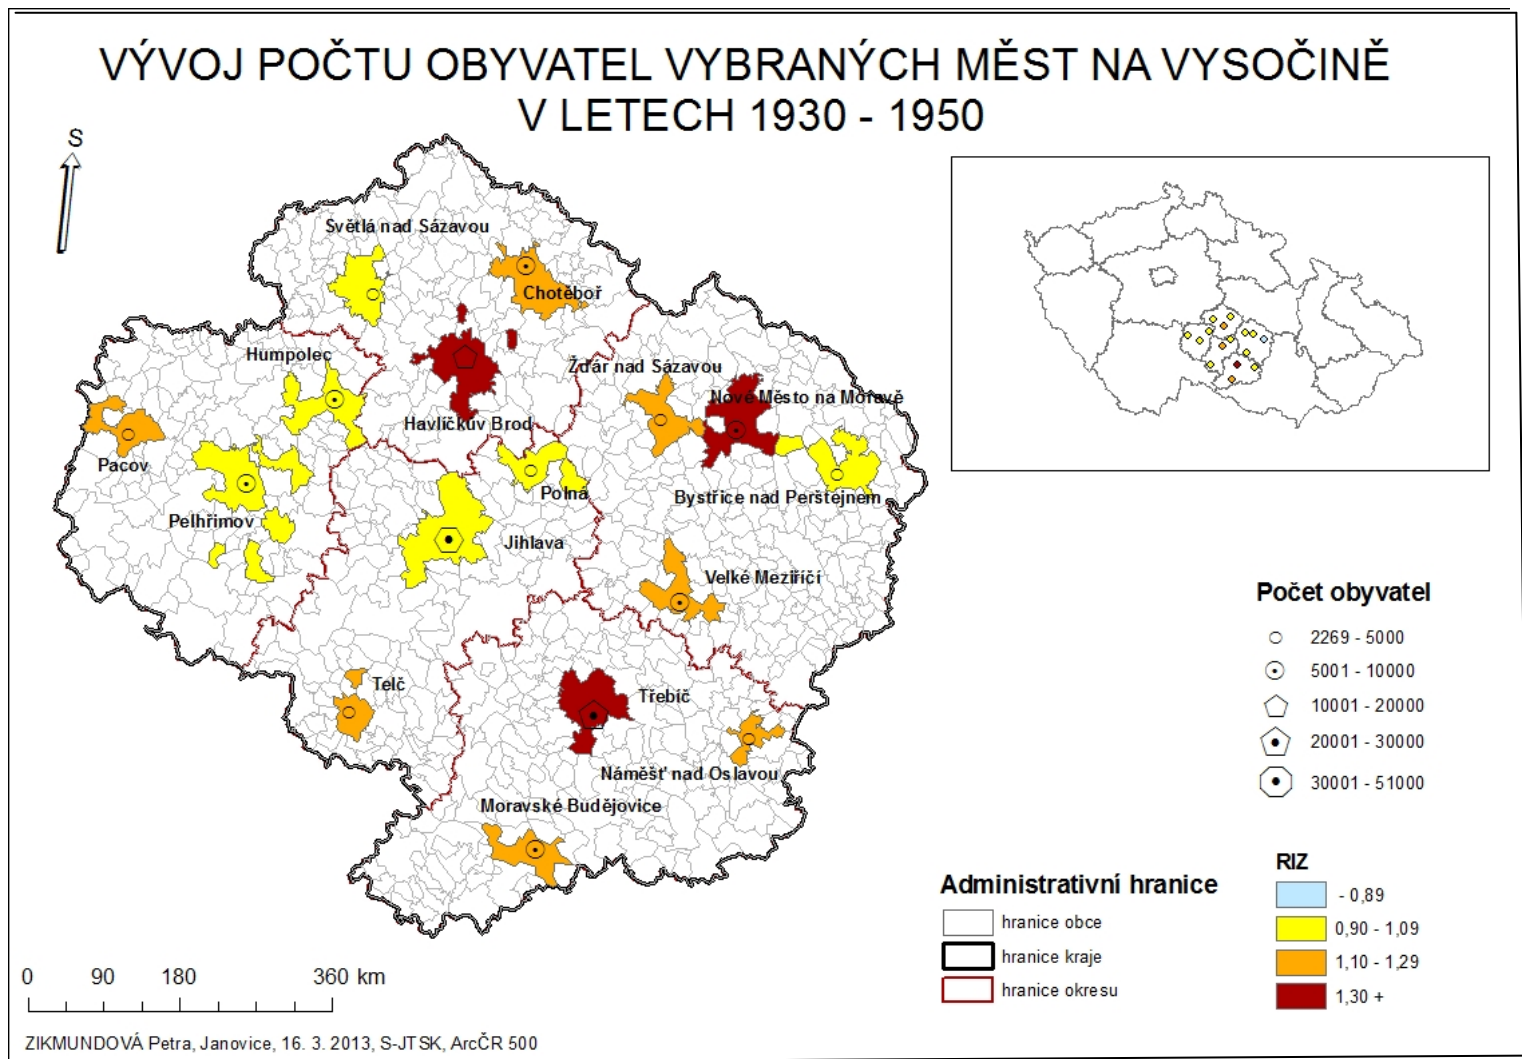 VÝVOJ POČTU OBYVATEL VYBRANÝCH MĚST NA VYSOČINĚ
V LETECH 1930 - 1950
S
Světlá nad Sázavou
Chotěboř
Humpolec
Žďár nad Sázavou
Nové Město na Moravě
Havlíčkův Brod
Pacov
Polná
Bystřice nad Perštejnem
Pelhřimov
Jihlava
Velké Meziříčí
Telč
Třebíč
Náměšť nad Oslavou
Moravské Budějovice
Počet obyvatel
2269 - 5000
5001 - 10000
10001 - 20000
20001 - 30000
30001 - 51000
Administrativní hranice
hranice obce
hranice kraje
hranice okresu
RIZ
- 0,89
0,90 - 1,09
1,10 - 1,29
1,30 +
0 90 180 360 km
ZIKMUNDOVÁ Petra, Janovice, 16. 3. 2013, S-JTSK, ArcČR 500